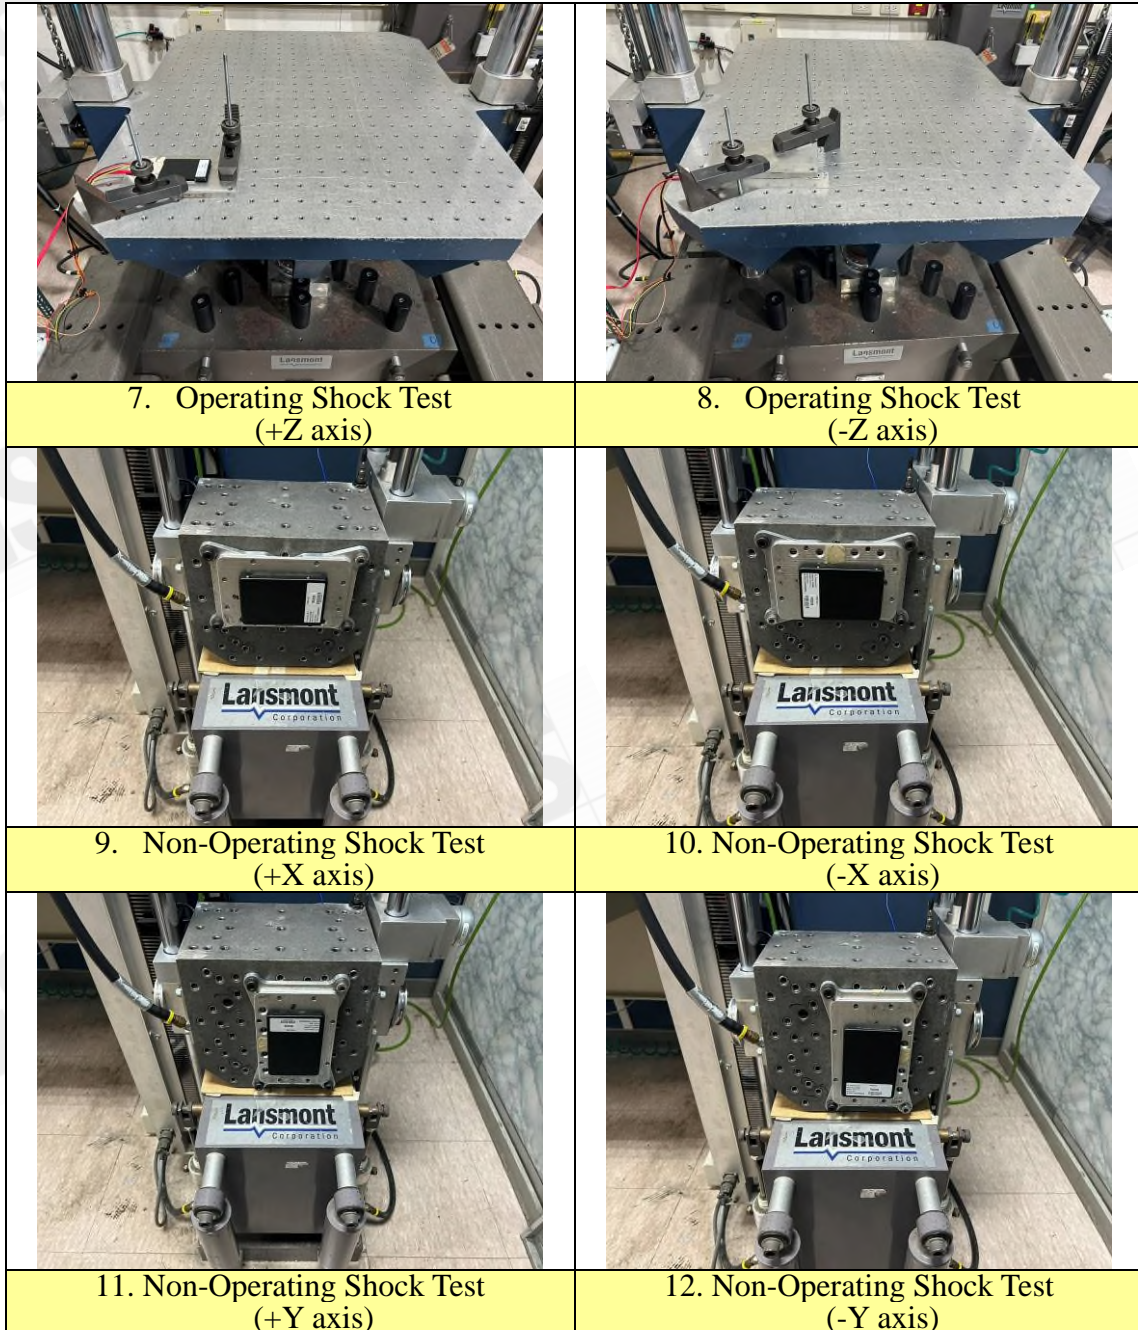 Lansmont
Lansmont
7. Operating Shock Test
(+Z axis)
8. Operating Shock Test
(-Z axis)
Lansmont
Corporation
Lansmont
Corporation
9. Non-Operating Shock Test
(+X axis)
10. Non-Operating Shock Test
(-X axis)
Lansmont
Corporation
Lansmont
Corporation
11. Non-Operating Shock Test
(+Y axis)
12. Non-Operating Shock Test
(-Y axis)